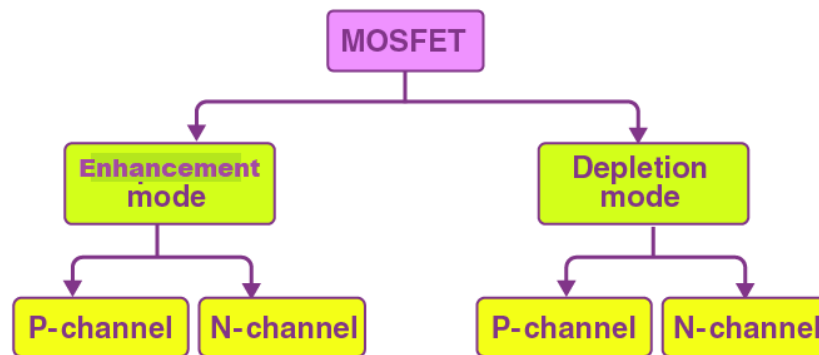 MOSFET
Enhancement
mode
Depletion
mode
P-channel
N-channel
P-channel
N-channel